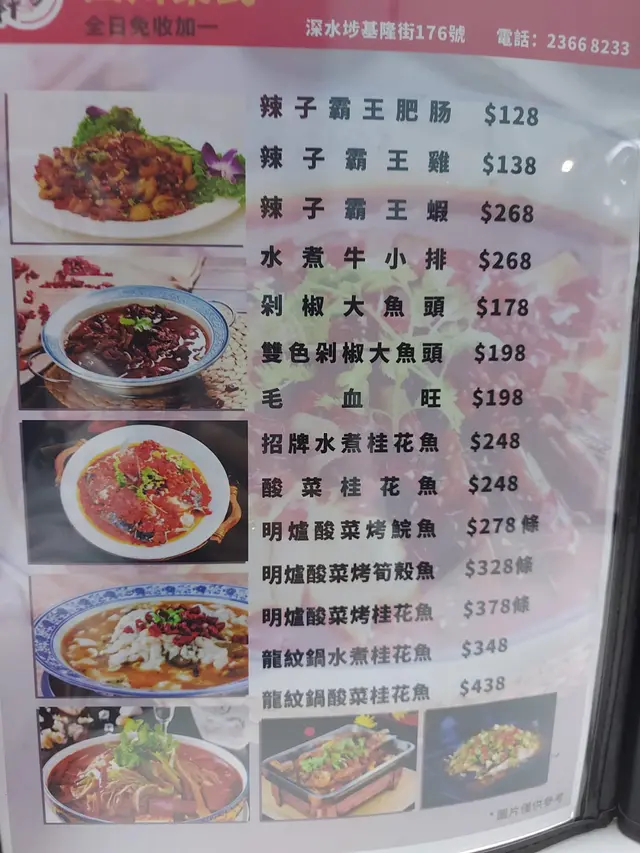 全日免收加一
深水埗基隆街176號 電話：2366 8233
辣子霸王肥肠 $128
辣子霸王雞 $138
辣子霸王蝦 $268
水煮牛小排 $268
剁椒大魚頭 $178
雙色剁椒大魚頭 $198
毛血旺 $198
招牌水煮桂花魚 $248
酸菜桂花魚 $248
明爐酸菜烤鯇魚 $278條
明爐酸菜烤筍殼魚 $328條
明爐酸菜烤桂花魚 $378條
龍紋鍋水煮桂花魚 $348
龍紋鍋酸菜桂花魚 $438
*圖片僅供參考